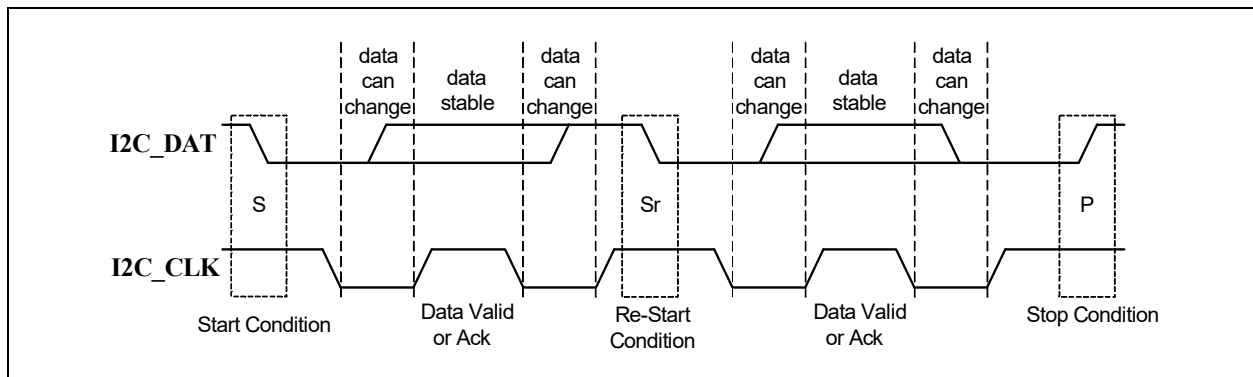 data
can
change
data
stable
data
can
change
data
can
change
data
stable
data
can
change
I2C_DAT
S
Sr
P
I2C_CLK
Start Condition
Data Valid
or Ack
Re-Start
Condition
Data Valid
or Ack
Stop Condition